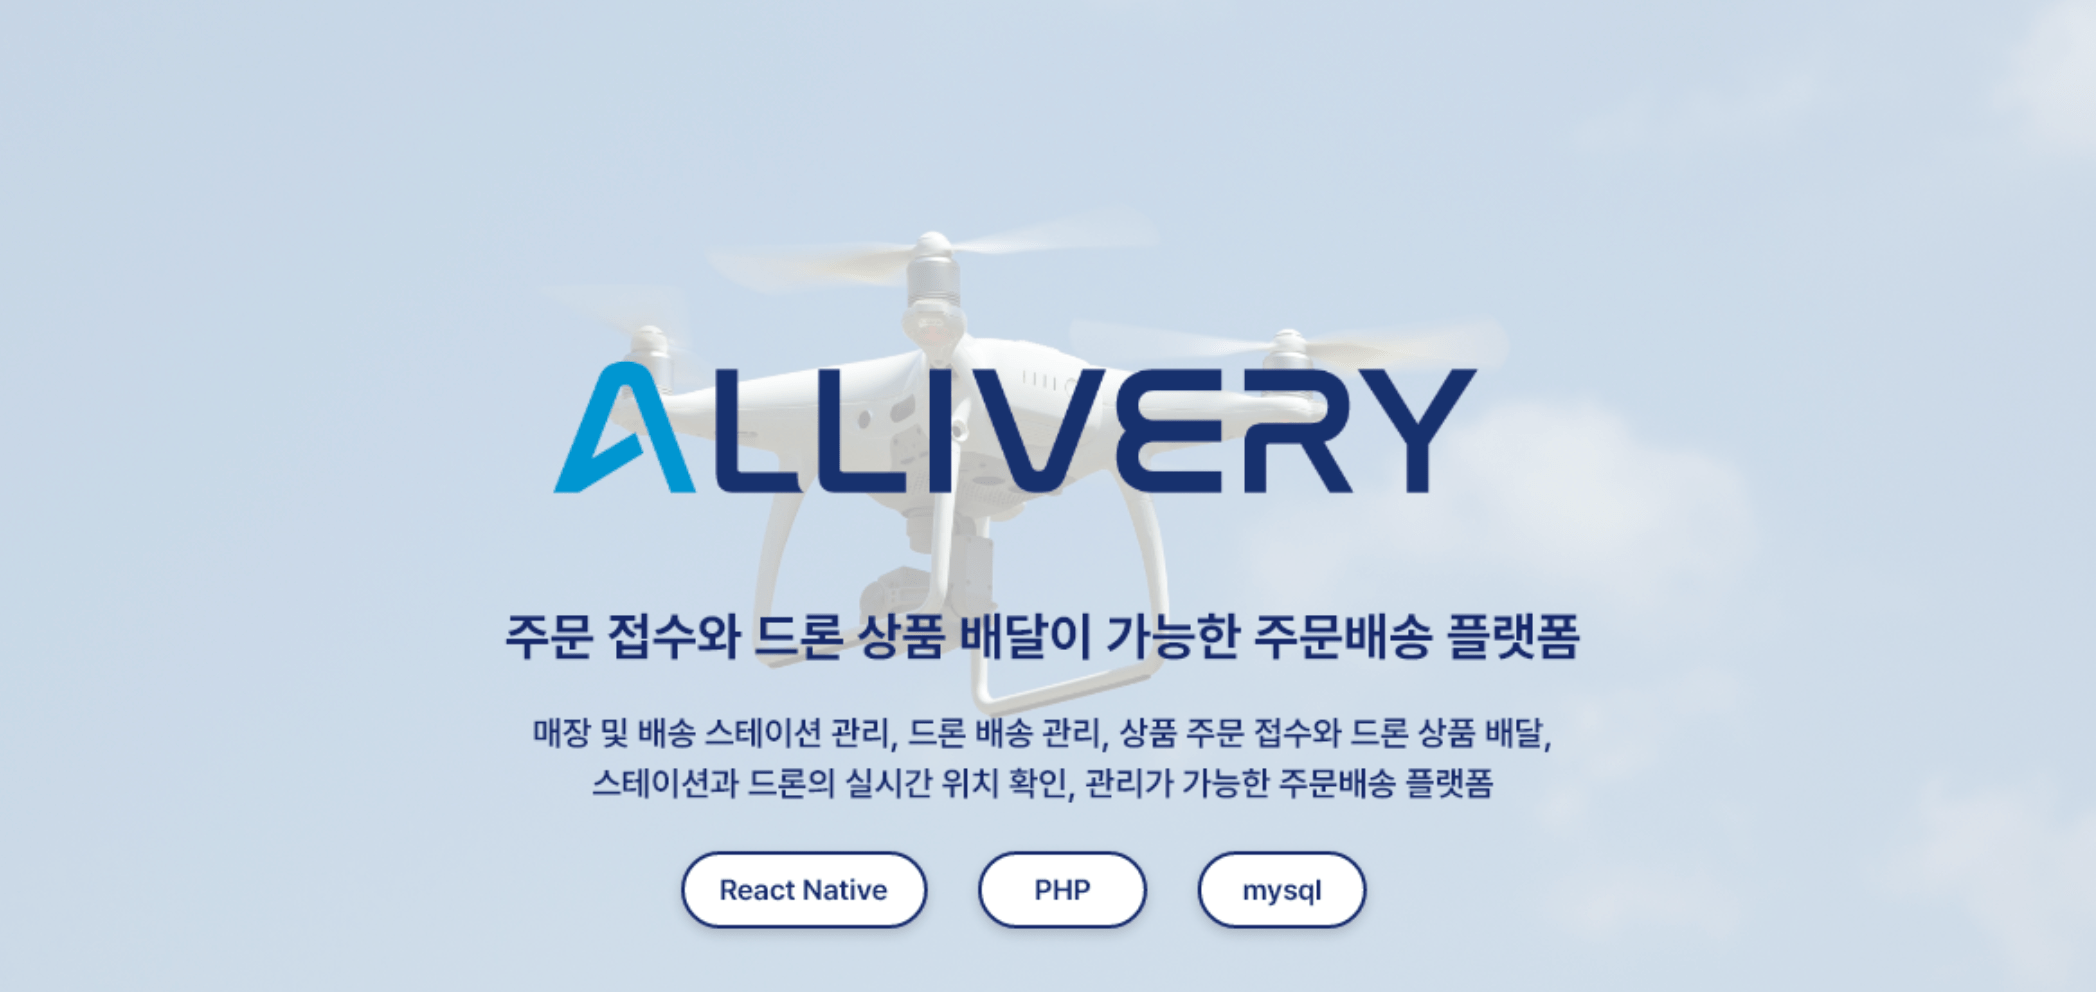 ALLIVERY
주문 접수와 드론 상품 배달이 가능한 주문배송 플랫폼
매장 및 배송 스테이션 관리, 드론 배송 관리, 상품 주문 접수와 드론 상품 배달,
스테이션과 드론의 실시간 위치 확인, 관리가 가능한 주문배송 플랫폼
React Native PHP mysql